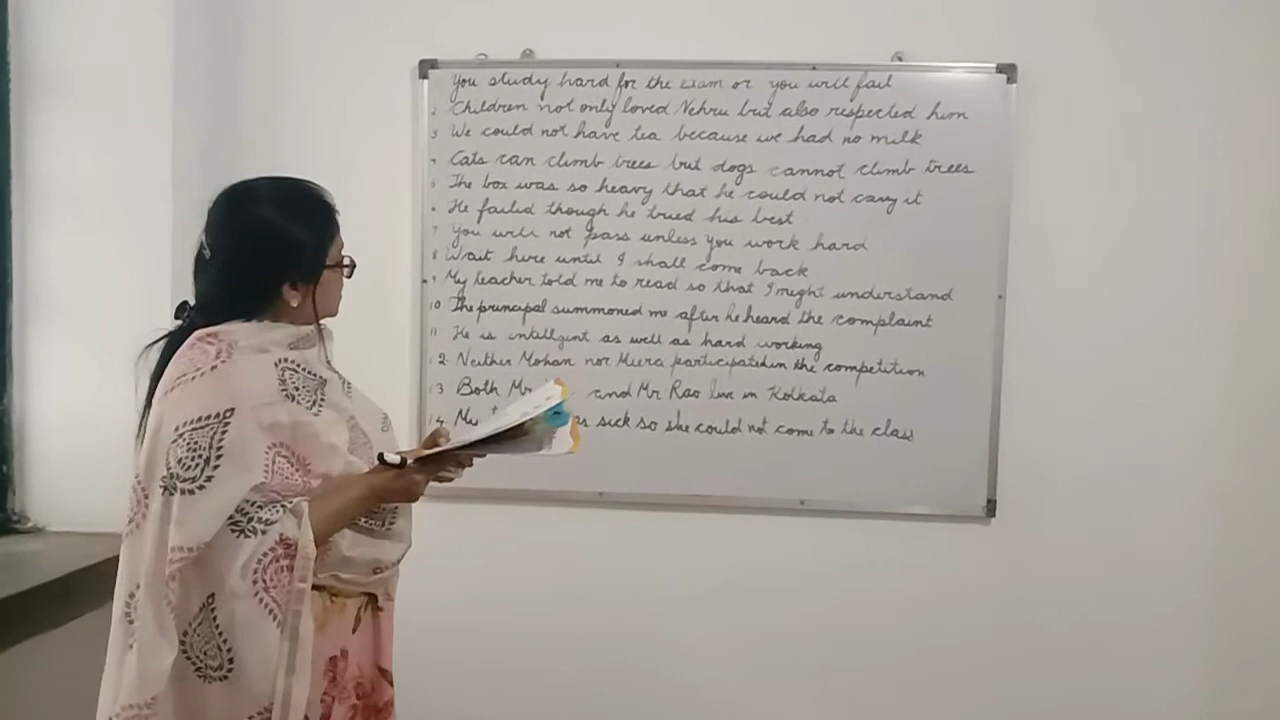 You study hard for the exam or you will fail
2 Children not only loved Nehru but also respected him
3 We could not have tea because we had no milk
4 Cats can climb trees but dogs cannot climb trees
5 The box was so heavy that he could not carry it
6 He failed though he tried his best
7 You will not pass unless you work hard
8 Wait here until I shall come back
9 My teacher told me to read so that I might understand
10 The principal summoned me after he heard the complaint
11 He is intelligent as well as hard working
12. Neither Mohan nor Meera participated in the competition
13 Both Mr and Mr Rao live in Kolkata
14. My sick so she could not come to the class